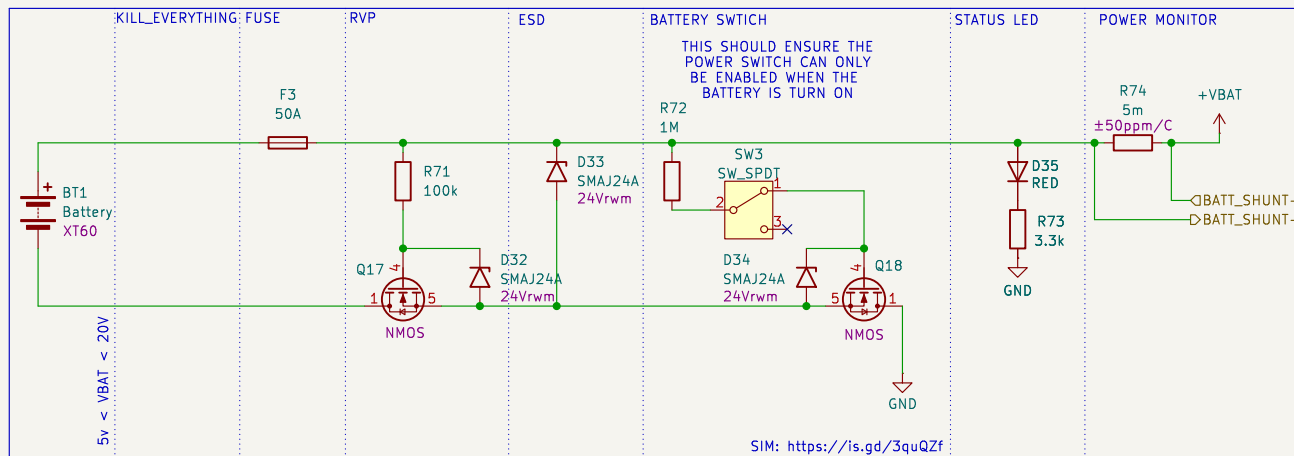 KILL_EVERYTHING
FUSE
RVP
ESD
BATTERY SWTICH
STATUS LED
POWER MONITOR
THIS SHOULD ENSURE THE
POWER SWITCH CAN ONLY
BE ENABLED WHEN THE
BATTERY IS TURN ON
F3
50A
R72
1M
R74
5m
±50ppm/C
+VBAT
R71
100k
D33
SMAJ24A
24Vrwm
SW3
SW_SPDT
1
2
3
D35
RED
BT1
Battery
XT60
+
BATT_SHUNT-
BATT_SHUNT-
R73
3.3k
GND
Q17
4
1
5
NMOS
D32
SMAJ24A
24Vrwm
D34
SMAJ24A
24Vrwm
Q18
4
5
1
NMOS
GND
5v < VBAT < 20V
SIM: https://is.gd/3quQZf